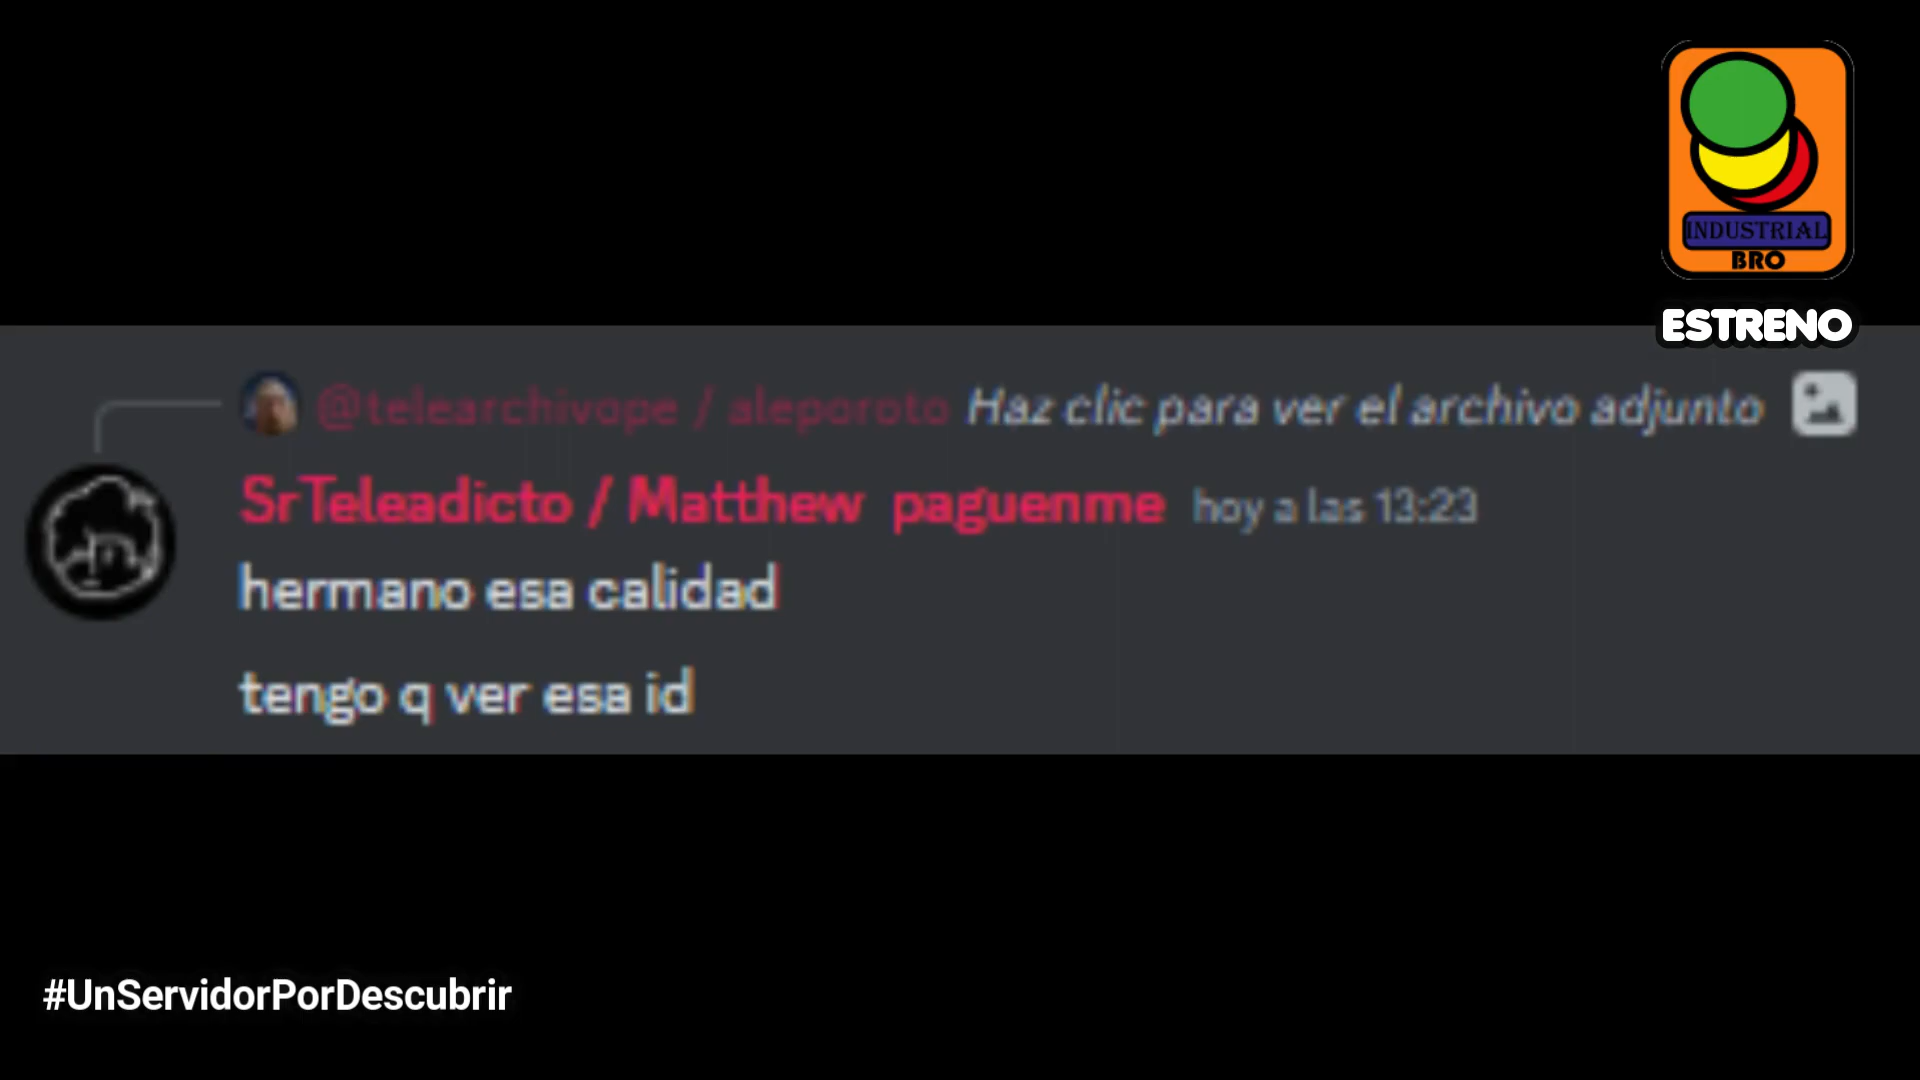 INDUSTRIAL
BRO
ESTRENO
@telearchivope / aleporoto Haz clic para ver el archivo adjunto
SrTeleadicto / Matthew paguenme hoy a las 13:23
hermano esa calidad
tengo q ver esa id
#UnServidorPorDescubrir